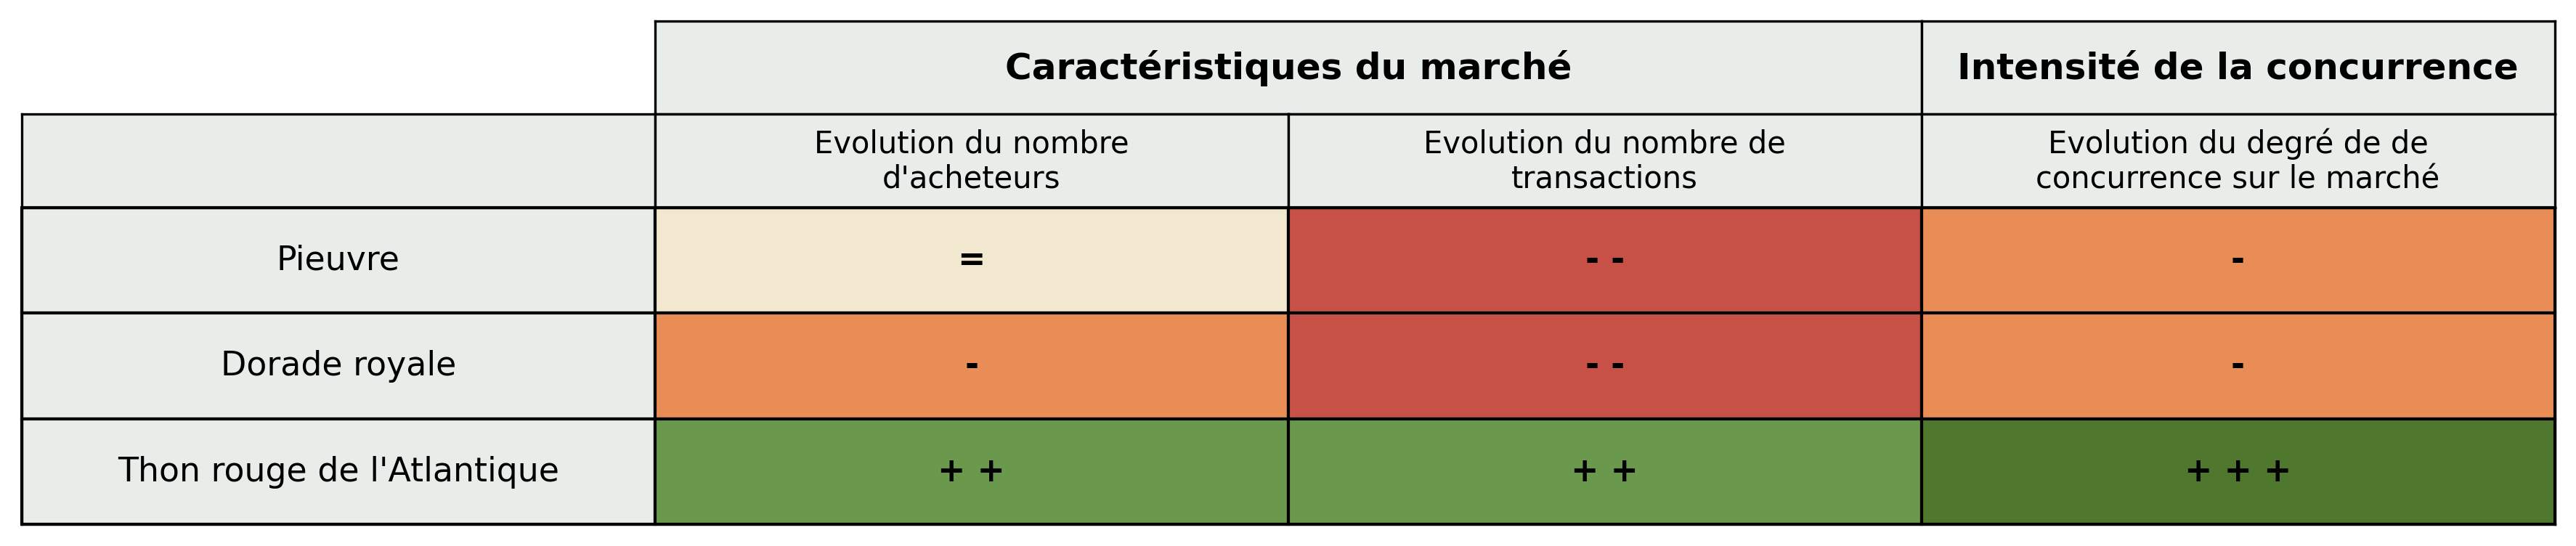 Caractéristiques du marché
Intensité de la concurrence
Evolution du nombre
d'acheteurs
Evolution du nombre de
transactions
Evolution du degré de de
concurrence sur le marché
Pieuvre
=
- -
-
Dorade royale
-
- -
-
Thon rouge de l'Atlantique
+ +
+ +
+ + +